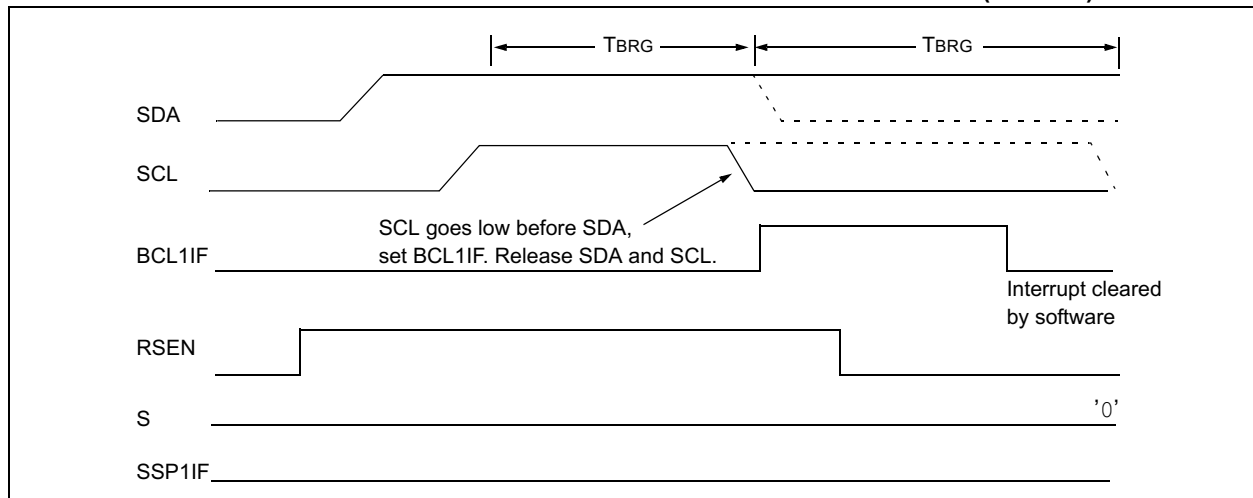 TBRG TBRG
SDA
SCL
SCL goes low before SDA,
set BCL1IF. Release SDA and SCL.
BCL1IF
Interrupt cleared
by software
RSEN
S '0'
SSP1IF